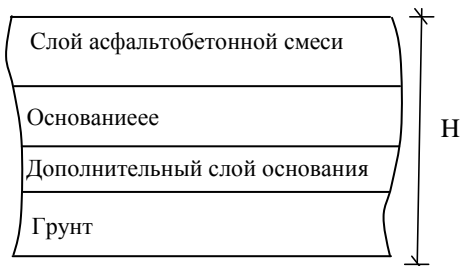 Слой асфальтобетонной смеси
Основаниеее
Н
Дополнительный слой основания
Грунт